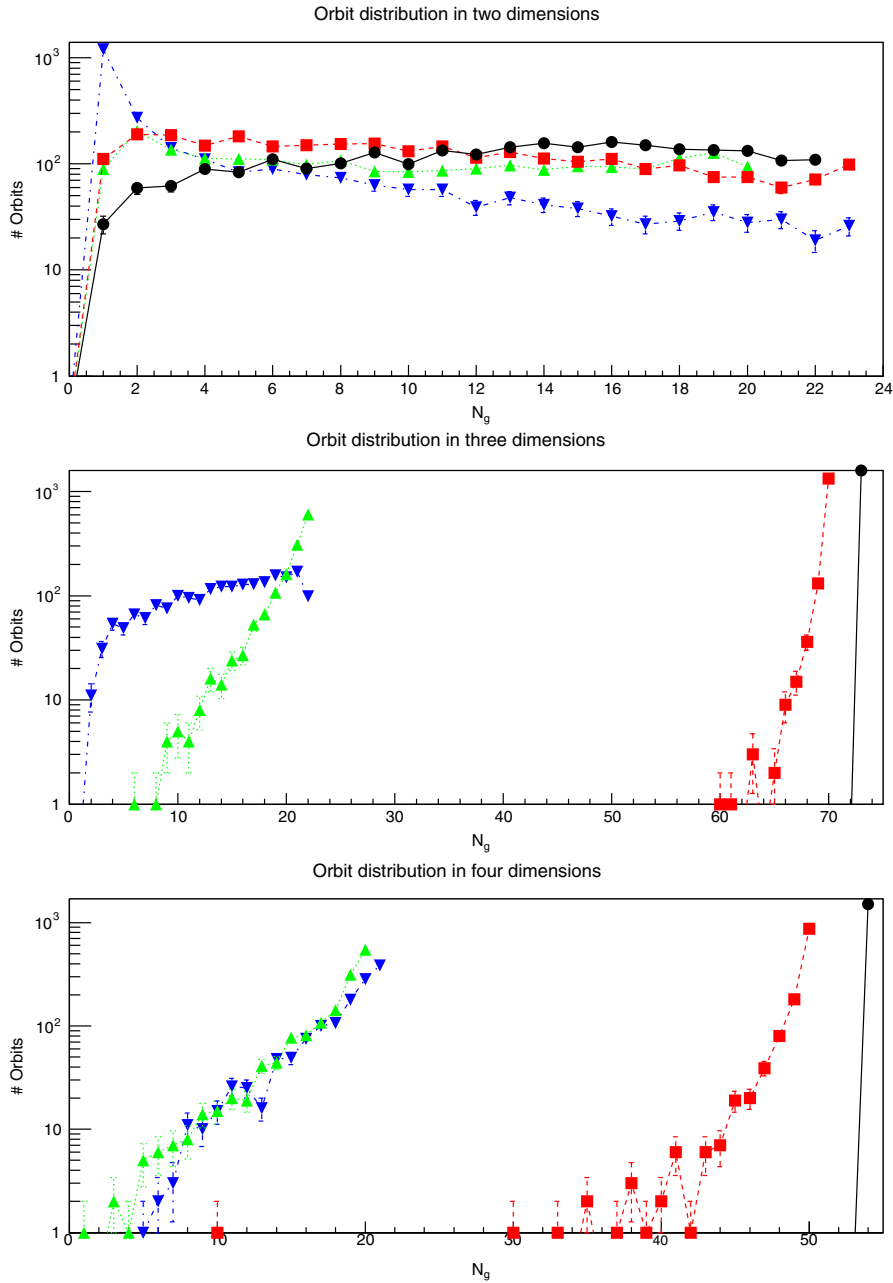 Orbit distribution in two dimensions
# Orbits
10³
10²
10
1
0 2 4 6 8 10 12 14 16 18 20 22 24
N_g
Orbit distribution in three dimensions
# Orbits
10³
10²
10
1
0 10 20 30 40 50 60 70
N_g
Orbit distribution in four dimensions
# Orbits
10³
10²
10
1
0 10 20 30 40 50
N_g